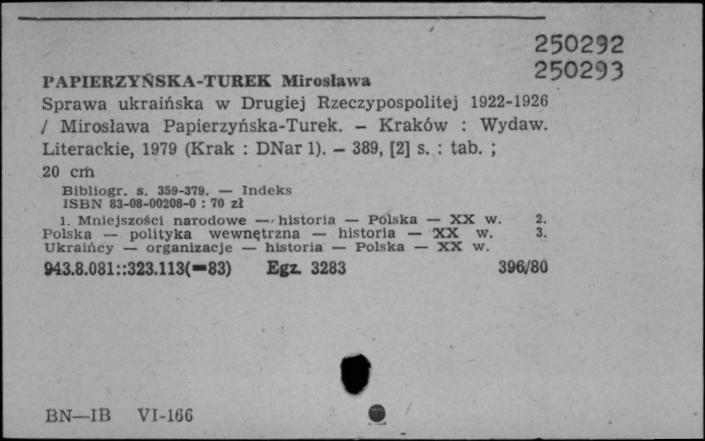 250292
250293
PAPIERZYŃSKA-TUREK Mirosława
Sprawa ukraińska w Drugiej Rzeczypospolitej 1922-1926
/ Mirosława Papierzyńska-Turek. — Kraków : Wydaw.
Literackie, 1979 (Krak : DNar 1). — 389, [2] s. : tab. ;
20 cm
Bibliogr. s. 359-379. — Indeks
ISBN 83-08-00208-0 : 70 zł
1. Mniejszości narodowe — historia — Polska — XX w. 2.
Polska — polityka wewnętrzna — historia — XX w. 3.
Ukraińcy — organizacje — historia — Polska — XX w.
943.8.081::323.113(=83) Egz. 3283 396/80
BN—IB VI-166